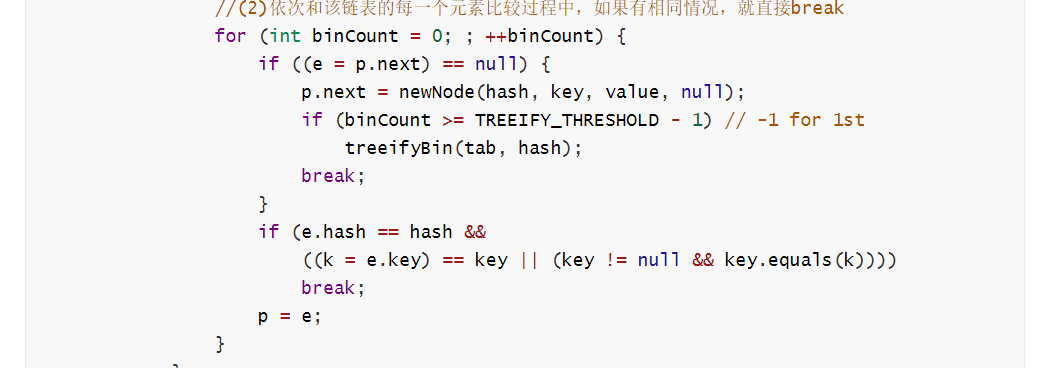 //(2)依次和该链表的每一个元素比较过程中，如果有相同情况，就直接break
for (int binCount = 0; ; ++binCount) {
if ((e = p.next) == null) {
p.next = newNode(hash, key, value, null);
if (binCount >= TREEIFY_THRESHOLD - 1) // -1 for 1st
treeifyBin(tab, hash);
break;
}
if (e.hash == hash &&
((k = e.key) == key || (key != null && key.equals(k))))
break;
p = e;
}